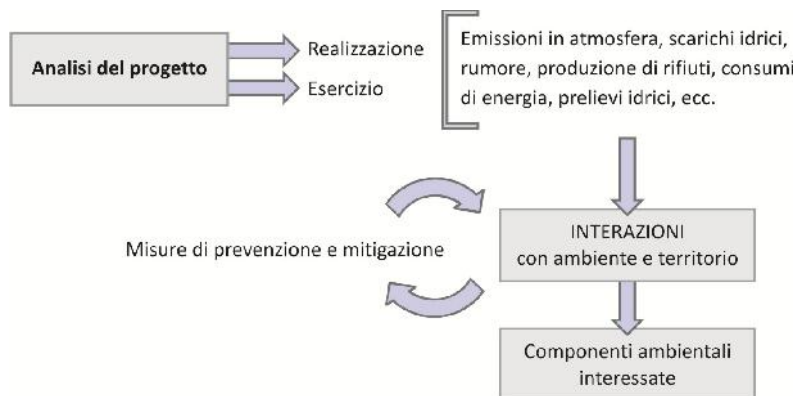 Analisi del progetto
Realizzazione
Esercizio
Emissioni in atmosfera, scarichi idrici,
rumore, produzione di rifiuti, consumi
di energia, prelievi idrici, ecc.
Misure di prevenzione e mitigazione
INTERAZIONI
con ambiente e territorio
Componenti ambientali
interessate